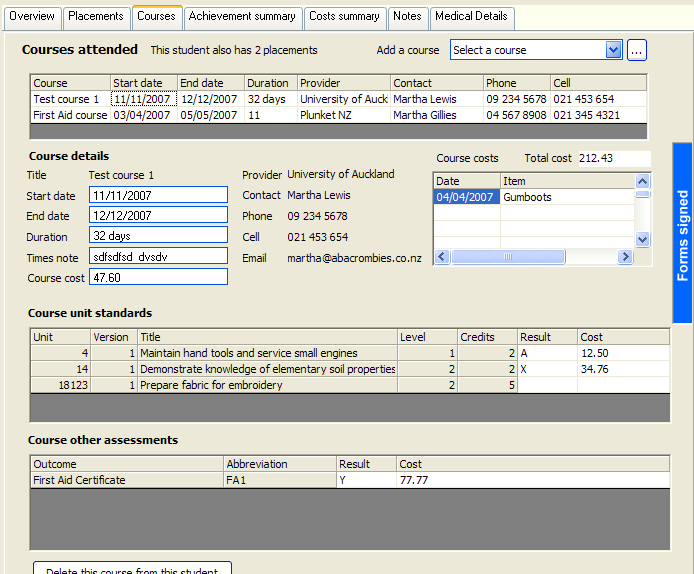 Overview Placements Courses Achievement summary Costs summary Notes Medical Details
Courses attended This student also has 2 placements Add a course Select a course ...
Course Start date End date Duration Provider Contact Phone Cell
Test course 1 11/11/2007 12/12/2007 32 days University of Auck Martha Lewis 09 234 5678 021 453 654
First Aid course 03/04/2007 05/05/2007 11 Plunket NZ Martha Gillies 04 567 8908 021 345 4321
Course details
Title Test course 1
Start date 11/11/2007
End date 12/12/2007
Duration 32 days
Times note sdfsdfsd dvsdv
Course cost 47.60
Provider University of Auckland
Contact Martha Lewis
Phone 09 234 5678
Cell 021 453 654
Email martha@abacrombies.co.nz
Course costs Total cost 212.43
Date Item
04/04/2007 Gumboots
Forms signed
Course unit standards
Unit Version Title Level Credits Result Cost
4 1 Maintain hand tools and service small engines 1 2 A 12.50
14 1 Demonstrate knowledge of elementary soil properties 2 2 X 34.76
18123 1 Prepare fabric for embroidery 2 5
Course other assessments
Outcome Abbreviation Result Cost
First Aid Certificate FA1 Y 77.77
Delete this course from this student